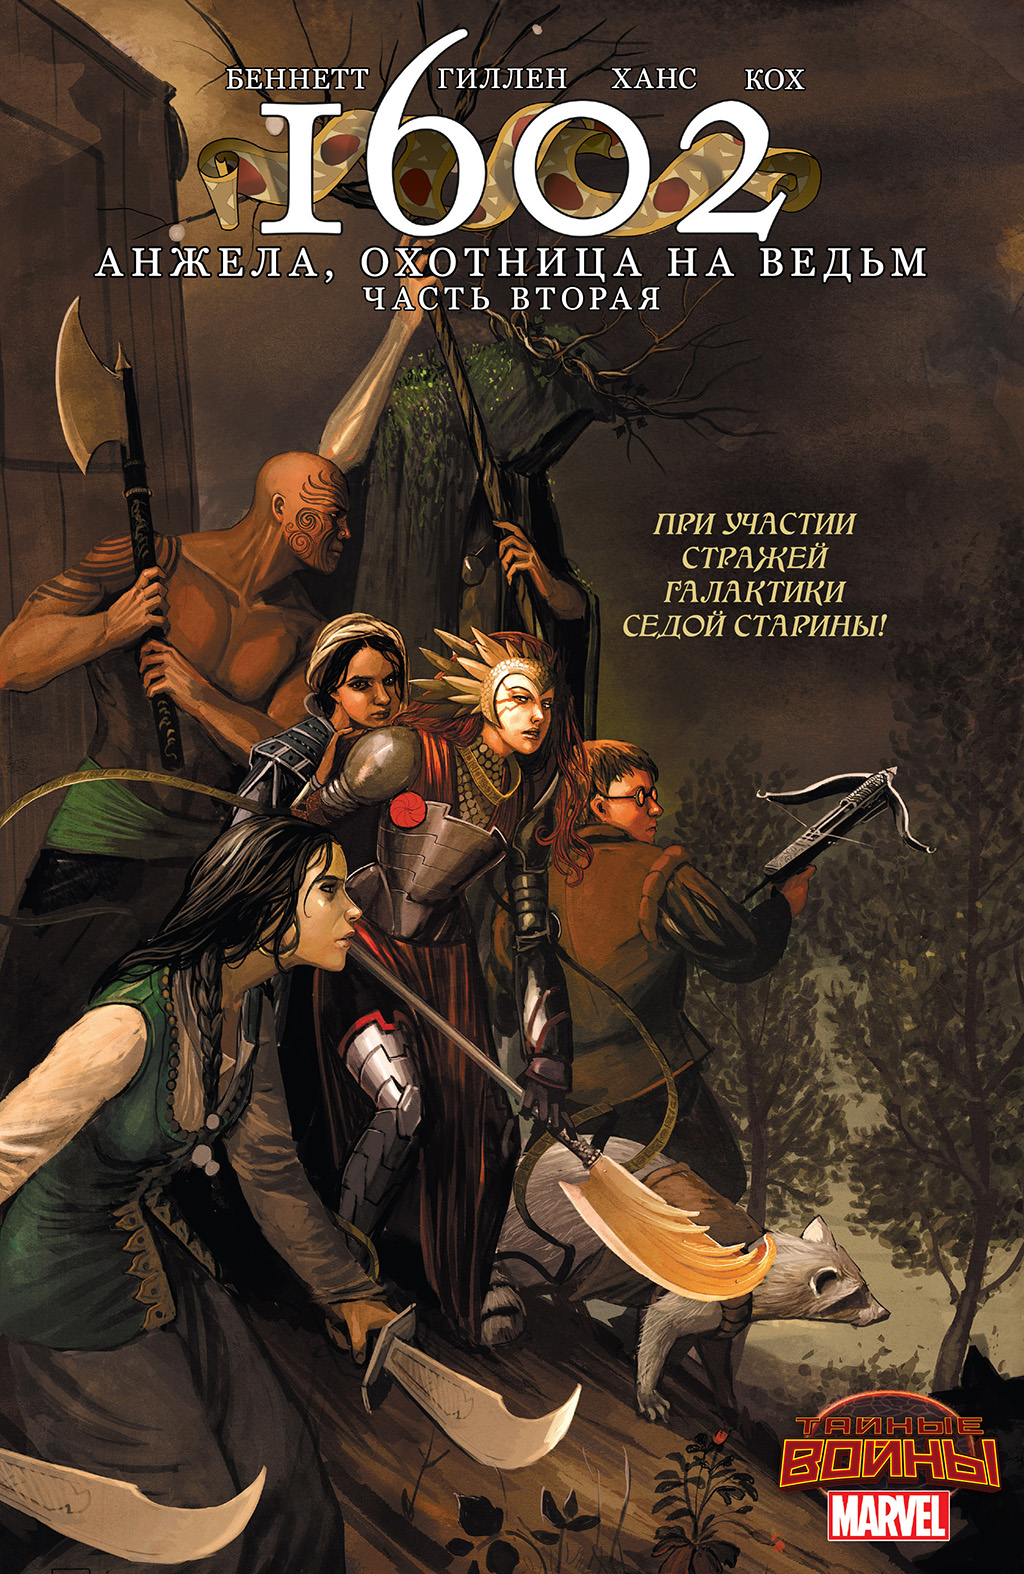 БЕННЕТТ ГИЛЛЕН ХАНС КОХ
1602
АНЖЕЛА, ОХОТНИЦА НА ВЕДЬМ
ЧАСТЬ ВТОРАЯ
ПРИ УЧАСТИИ
СТРАЖЕЙ
ГАЛАКТИКИ
СЕДОЙ СТАРИНЫ!
ТАЙНЫЕ
ВОЙНЫ
MARVEL